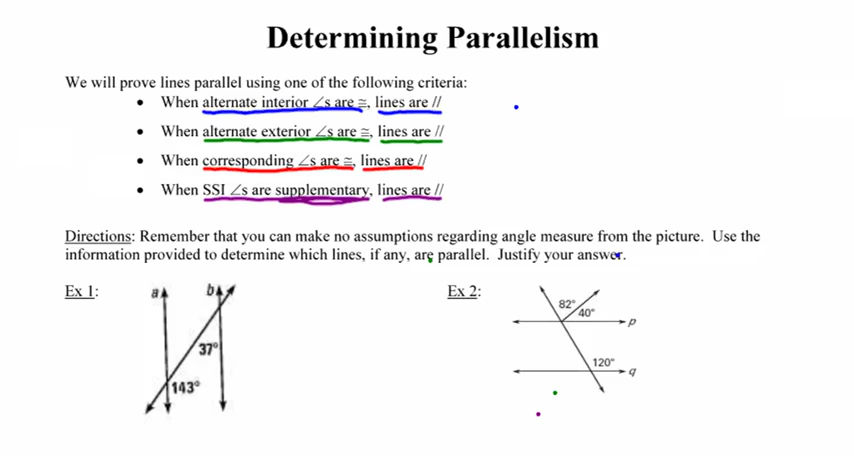 Determining Parallelism
We will prove lines parallel using one of the following criteria:
• When alternate interior ∠s are ≅, lines are //
• When alternate exterior ∠s are ≅, lines are //
• When corresponding ∠s are ≅, lines are //
• When SSI ∠s are supplementary, lines are //
Directions: Remember that you can make no assumptions regarding angle measure from the picture. Use the
information provided to determine which lines, if any, are parallel. Justify your answer.
Ex 1:
a
b
37°
143°
Ex 2:
82°
40°
p
120°
q